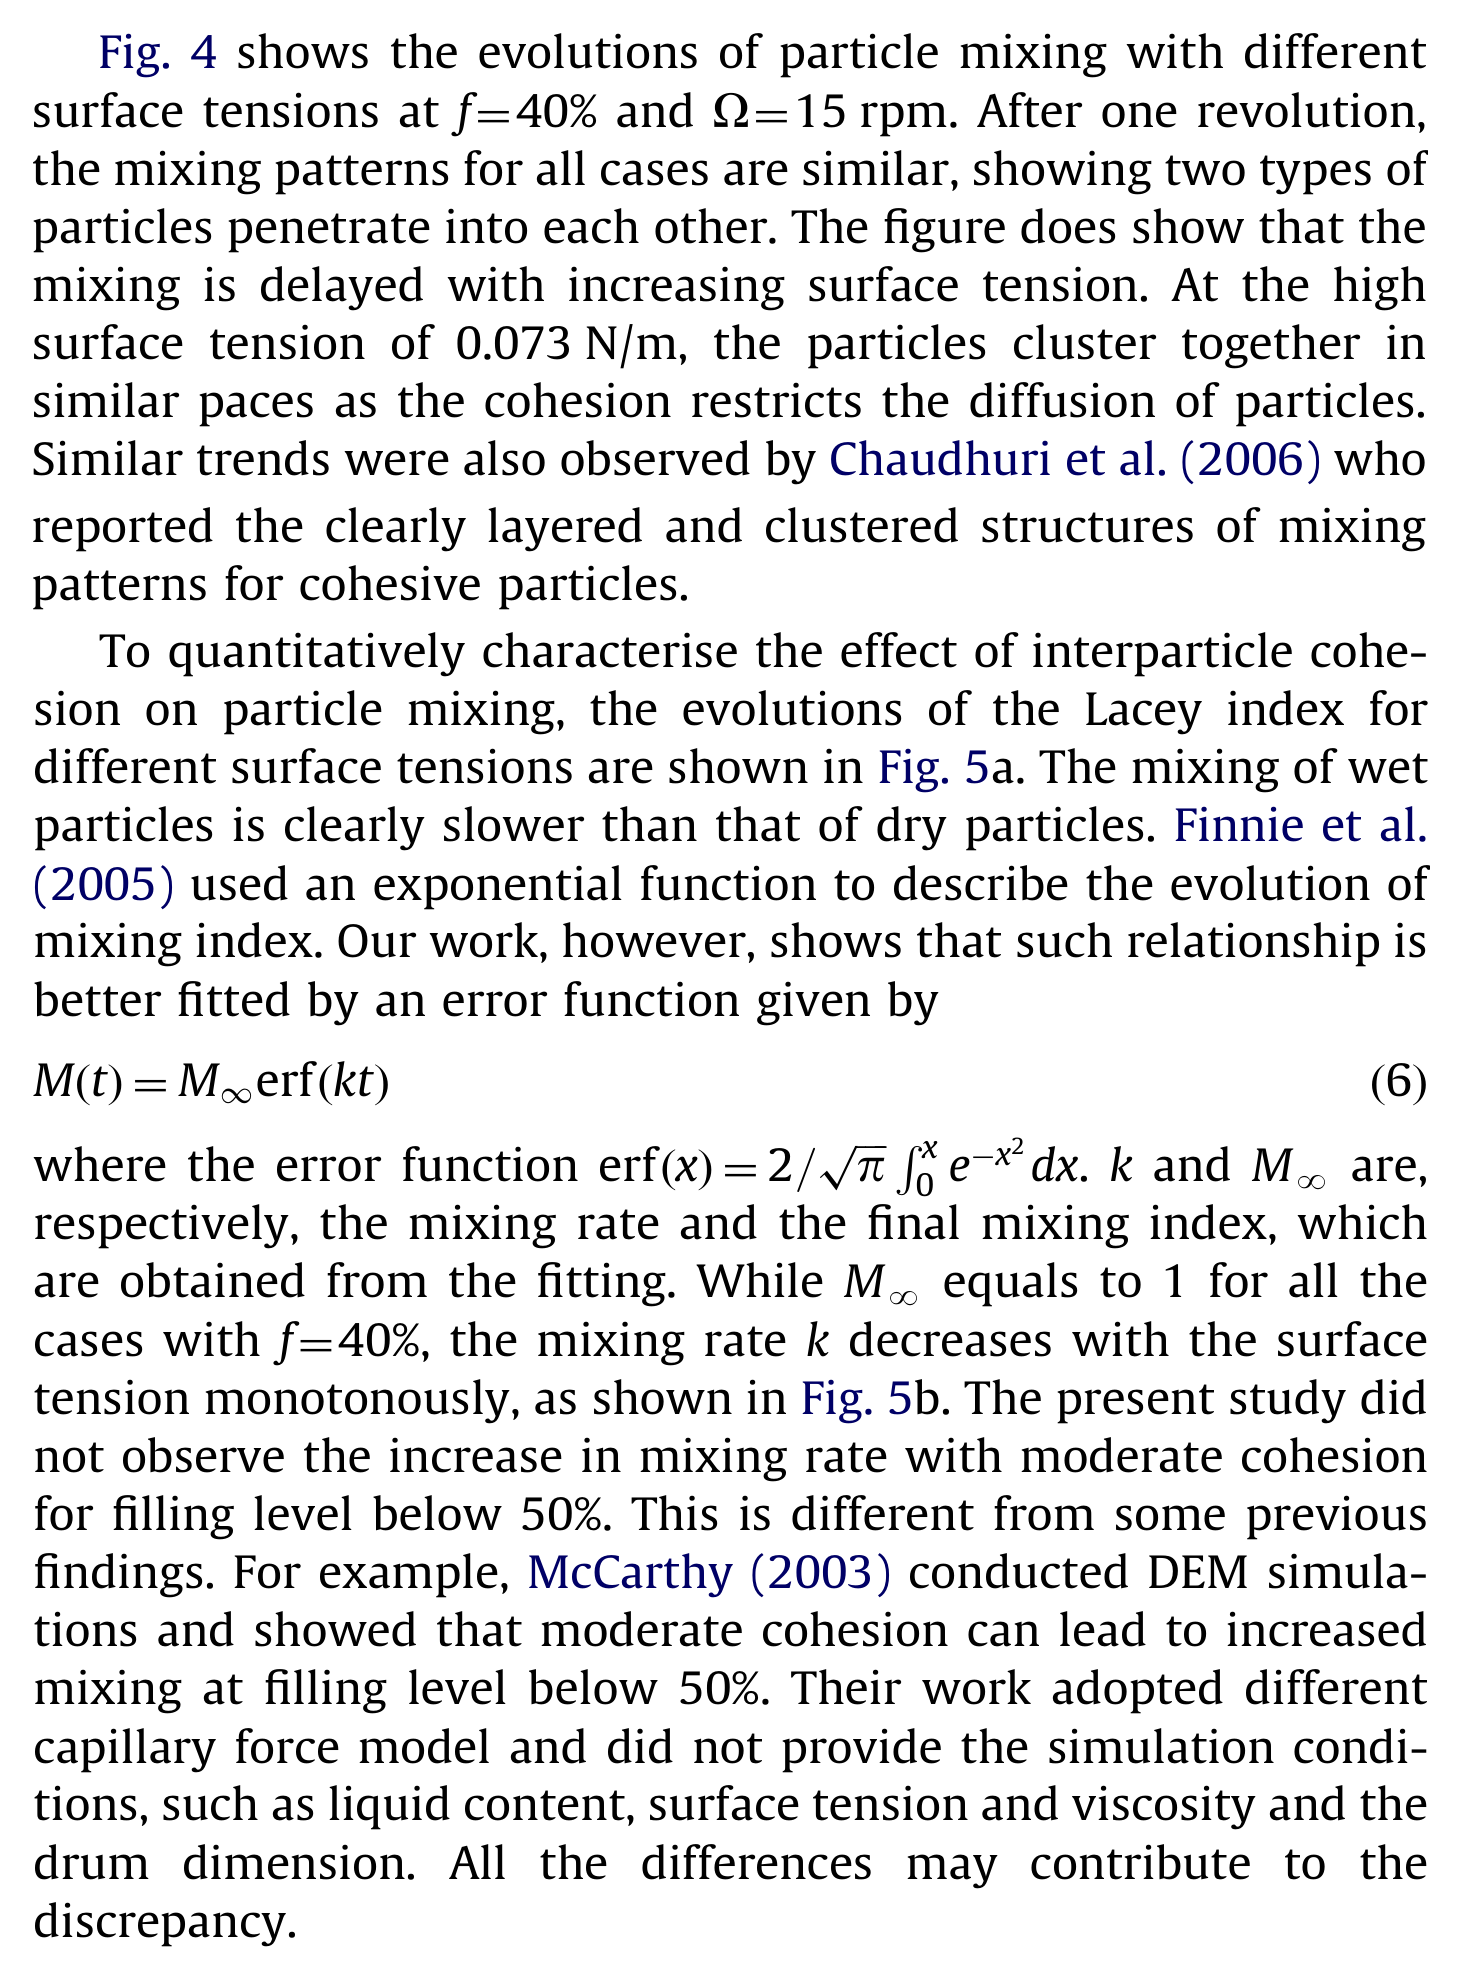 Fig. 4 shows the evolutions of particle mixing with different
surface tensions at f=40% and Ω=15 rpm. After one revolution,
the mixing patterns for all cases are similar, showing two types of
particles penetrate into each other. The figure does show that the
mixing is delayed with increasing surface tension. At the high
surface tension of 0.073 N/m, the particles cluster together in
similar paces as the cohesion restricts the diffusion of particles.
Similar trends were also observed by Chaudhuri et al. (2006) who
reported the clearly layered and clustered structures of mixing
patterns for cohesive particles.
To quantitatively characterise the effect of interparticle cohe-
sion on particle mixing, the evolutions of the Lacey index for
different surface tensions are shown in Fig. 5a. The mixing of wet
particles is clearly slower than that of dry particles. Finnie et al.
(2005) used an exponential function to describe the evolution of
mixing index. Our work, however, shows that such relationship is
better fitted by an error function given by
M(t) = M∞erf(kt) (6)
where the error function erf(x) = 2/√π ∫₀ˣ e^{−x²} dx. k and M∞ are,
respectively, the mixing rate and the final mixing index, which
are obtained from the fitting. While M∞ equals to 1 for all the
cases with f=40%, the mixing rate k decreases with the surface
tension monotonously, as shown in Fig. 5b. The present study did
not observe the increase in mixing rate with moderate cohesion
for filling level below 50%. This is different from some previous
findings. For example, McCarthy (2003) conducted DEM simula-
tions and showed that moderate cohesion can lead to increased
mixing at filling level below 50%. Their work adopted different
capillary force model and did not provide the simulation condi-
tions, such as liquid content, surface tension and viscosity and the
drum dimension. All the differences may contribute to the
discrepancy.